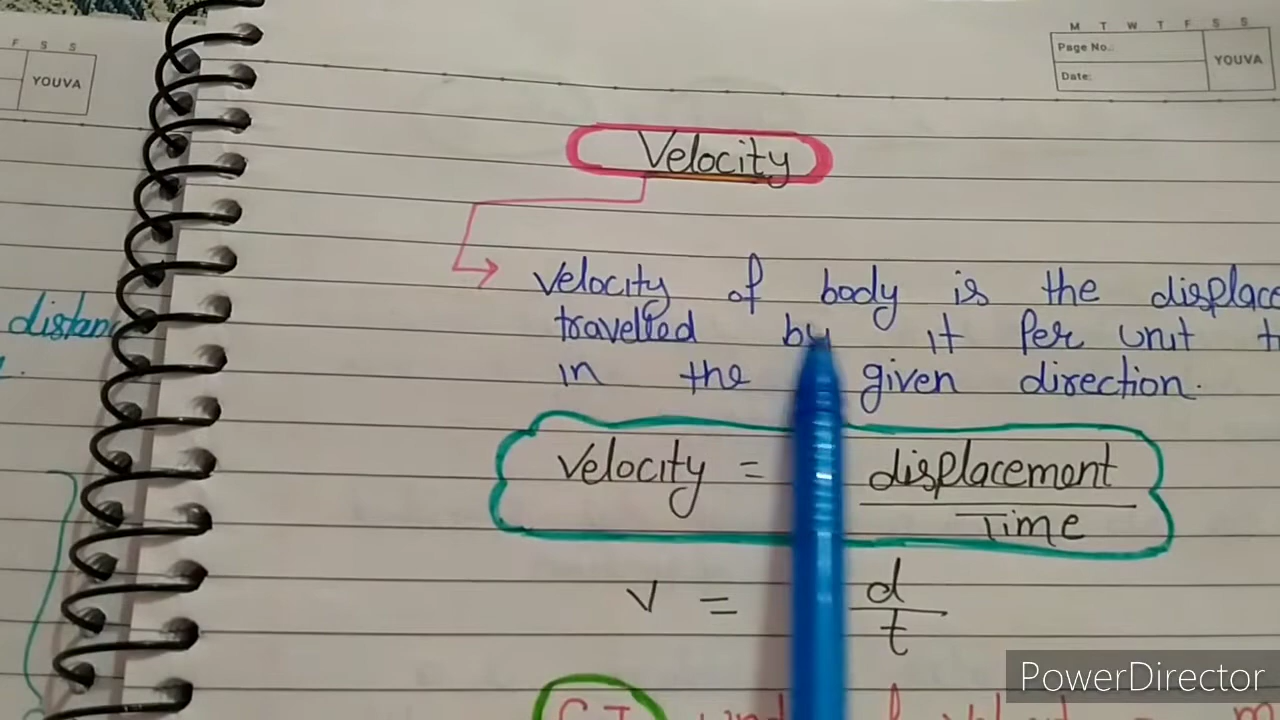 F S S
YOUVA
M T W T F S S
Page No.:
Date:
YOUVA
Velocity
Velocity of body is the displace
travelled by it Per unit t
in the given direction.
distan
Velocity = displacement
Time
v = d
t
PowerDirector